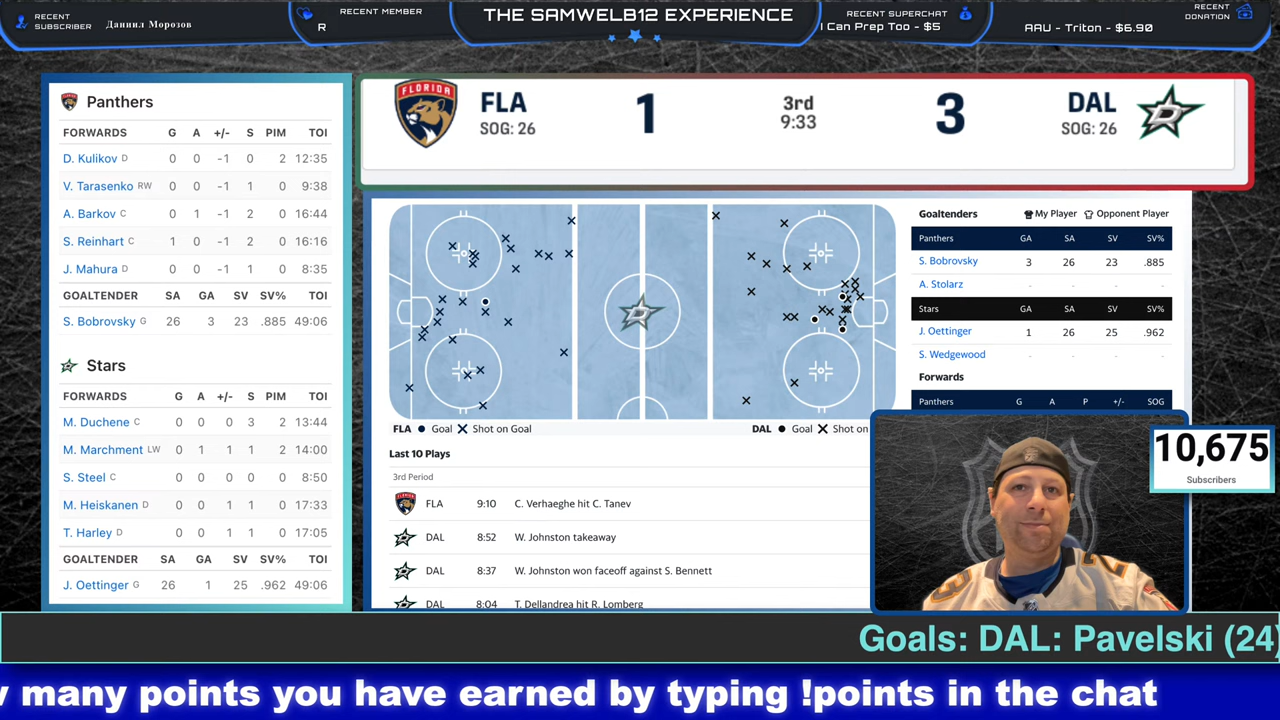 RECENT SUBSCRIBER
Даниил Морозов
RECENT MEMBER
R
THE SAMWELB12 EXPERIENCE
RECENT SUPERCHAT
I Can Prep Too - $5
RECENT DONATION
AAU - Triton - $6.90
Panthers
FORWARDS G A +/- S PIM TOI
D. Kulikov D 0 0 -1 0 2 12:35
V. Tarasenko RW 0 0 -1 1 0 9:38
A. Barkov C 0 1 -1 2 0 16:44
S. Reinhart C 1 0 -1 2 0 16:16
J. Mahura D 0 0 -1 1 0 8:35
GOALTENDER SA GA SV SV% TOI
S. Bobrovsky G 26 3 23 .885 49:06
Stars
FORWARDS G A +/- S PIM TOI
M. Duchene C 0 0 0 3 2 13:44
M. Marchment LW 0 1 1 1 2 14:00
S. Steel C 0 0 0 0 0 8:50
M. Heiskanen D 0 0 1 1 0 17:33
T. Harley D 0 0 1 1 0 17:05
GOALTENDER SA GA SV SV% TOI
J. Oettinger G 26 1 25 .962 49:06
FLORIDA
FLA
SOG: 26
1
3rd
9:33
3
DAL
SOG: 26
FLA Goal Shot on Goal
DAL Goal Shot on
Last 10 Plays
3rd Period
FLA 9:10 C. Verhaeghe hit C. Tanev
DAL 8:52 W. Johnston takeaway
DAL 8:37 W. Johnston won faceoff against S. Bennett
DAL 8:04 T. Dellandrea hit R. Lomberg
Goaltenders My Player Opponent Player
Panthers GA SA SV SV%
S. Bobrovsky 3 26 23 .885
A. Stolarz - - - -
Stars GA SA SV SV%
J. Oettinger 1 26 25 .962
S. Wedgewood - - - -
Forwards
Panthers G A P +/- SOG
10,675
Subscribers
Goals: DAL: Pavelski (24)
many points you have earned by typing !points in the chat